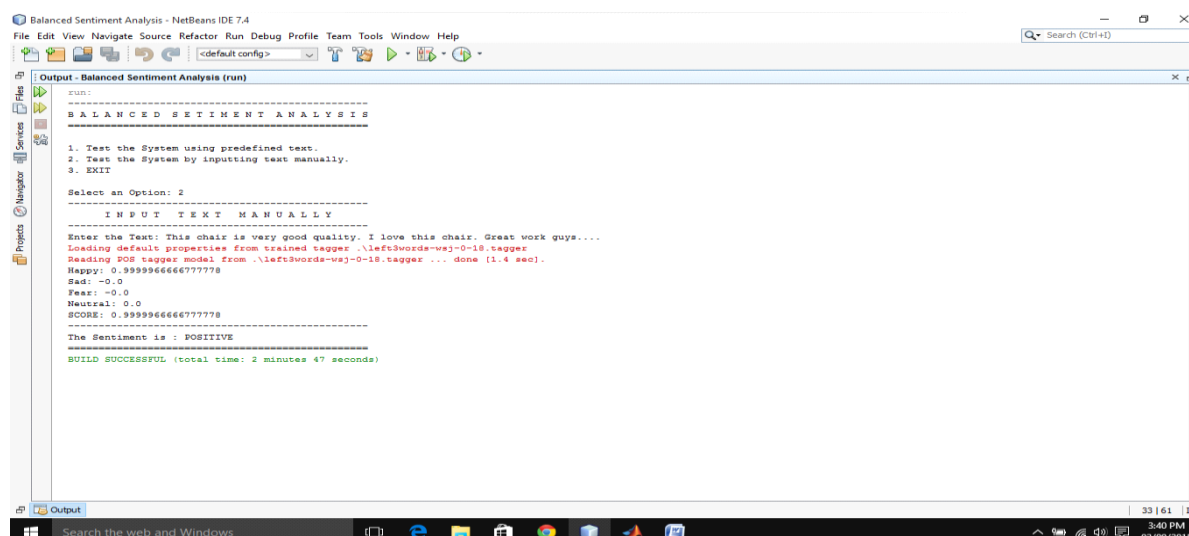 Balanced Sentiment Analysis - NetBeans IDE 7.4
File Edit View Navigate Source Refactor Run Debug Profile Team Tools Window Help
Search (Ctrl+I)
<default config>
Output - Balanced Sentiment Analysis (run)
Files
Services
Navigator
Projects
run:
B A L A N C E D S E T I M E N T A N A L Y S I S
1. Test the System using predefined text.
2. Test the System by inputting text manually.
3. EXIT
Select an Option: 2
I N P U T T E X T M A N U A L L Y
Enter the Text: This chair is very good quality. I love this chair. Great work guys....
Loading default properties from trained tagger .\left3words-wsj-0-18.tagger
Reading POS tagger model from .\left3words-wsj-0-18.tagger ... done [1.4 sec].
Happy: 0.9999966666777778
Sad: -0.0
Fear: -0.0
Neutral: 0.0
SCORE: 0.9999966666777778
The Sentiment is : POSITIVE
BUILD SUCCESSFUL (total time: 2 minutes 47 seconds)
Output
33 | 61
Search the web and Windows
3:40 PM